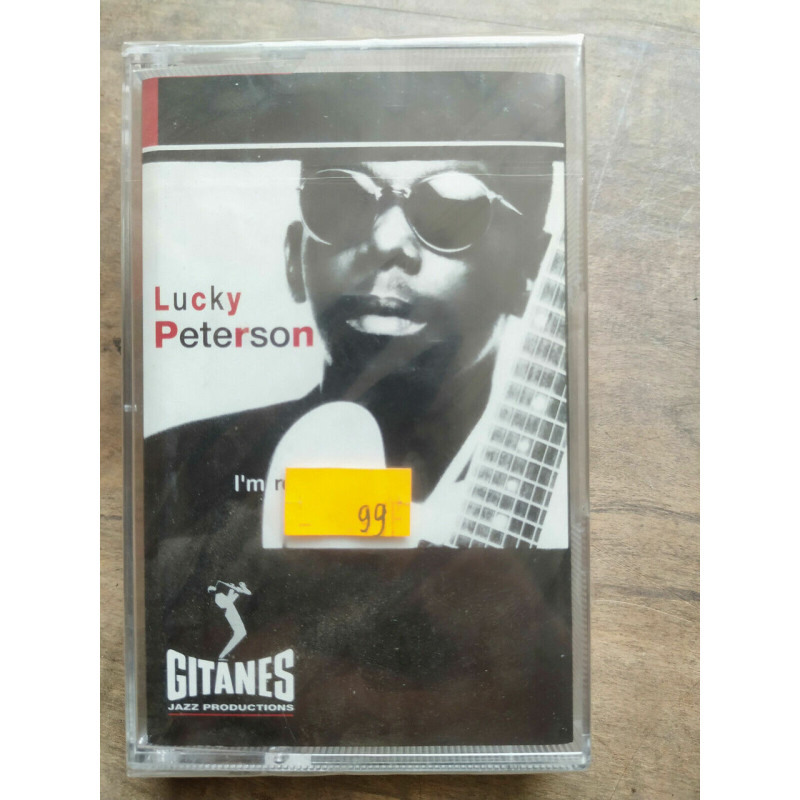 Lucky
Peterson
I'm
99
GITANES
JAZZ PRODUCTIONS